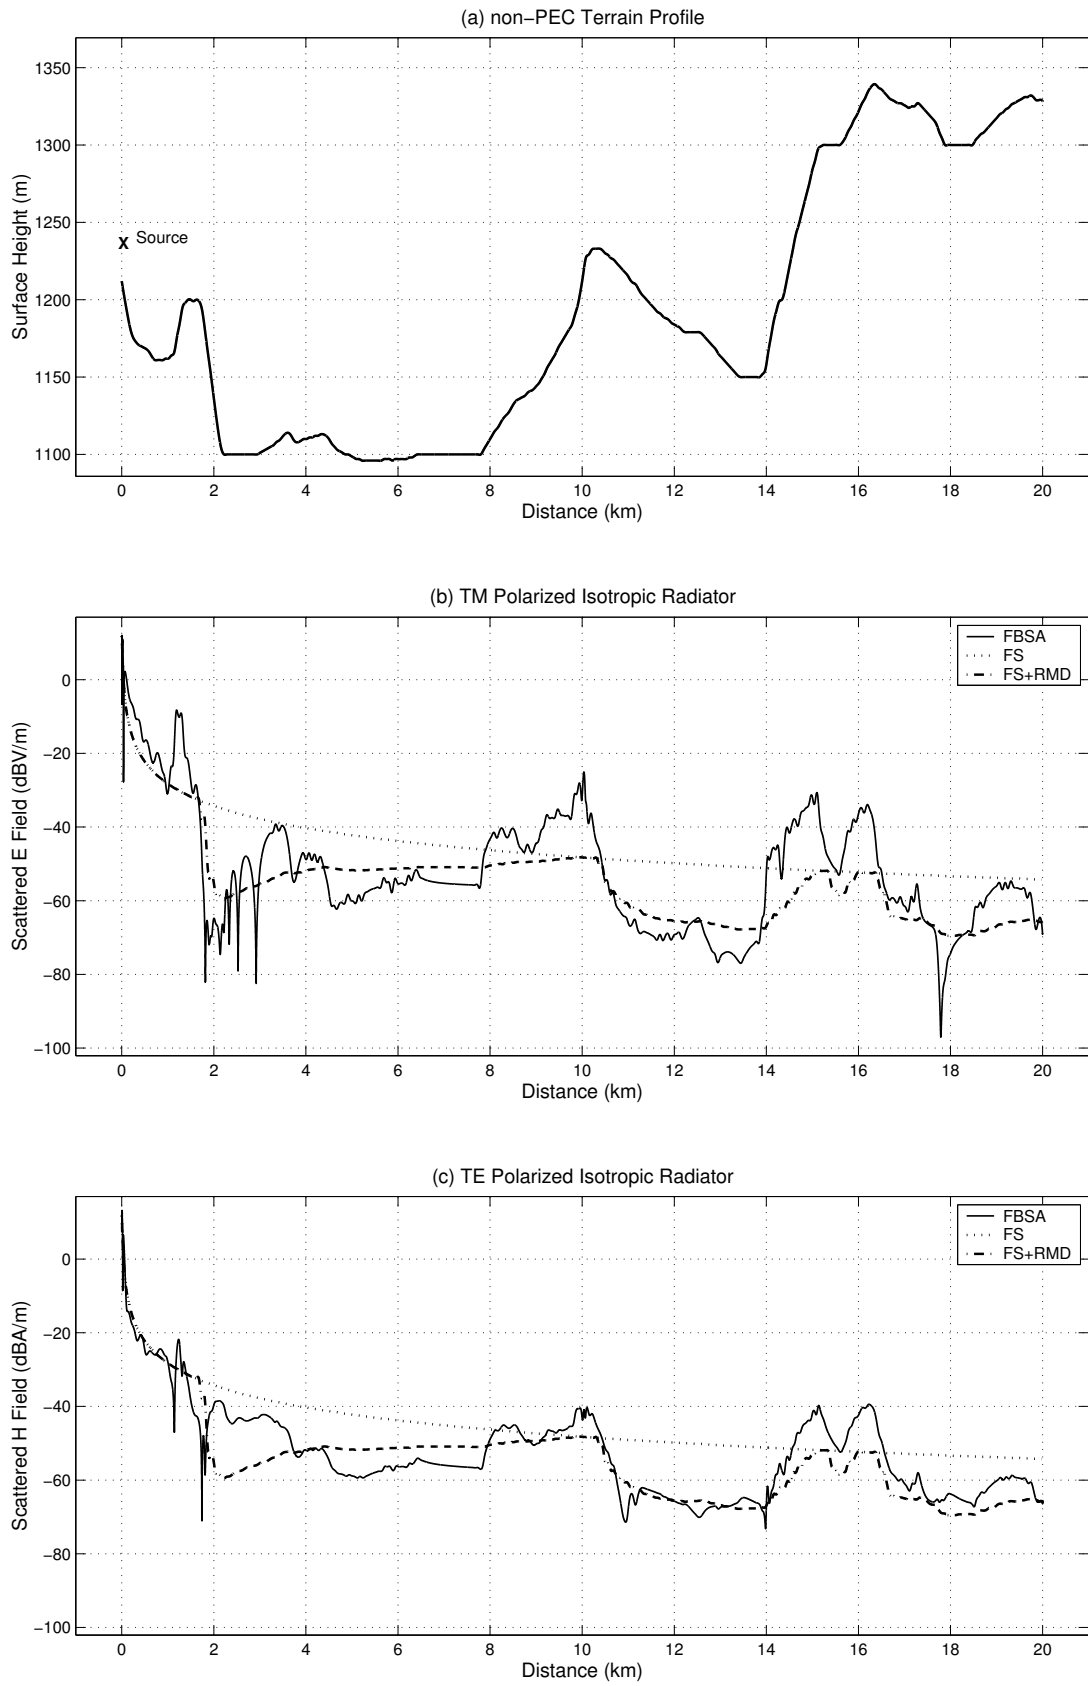 (a) non−PEC Terrain Profile
1350
1300
1250
1200
1150
1100
Surface Height (m)
x Source
0 2 4 6 8 10 12 14 16 18 20
Distance (km)
(b) TM Polarized Isotropic Radiator
FBSA
FS
FS+RMD
0
−20
−40
−60
−80
−100
Scattered E Field (dBV/m)
0 2 4 6 8 10 12 14 16 18 20
Distance (km)
(c) TE Polarized Isotropic Radiator
FBSA
FS
FS+RMD
0
−20
−40
−60
−80
−100
Scattered H Field (dBA/m)
0 2 4 6 8 10 12 14 16 18 20
Distance (km)